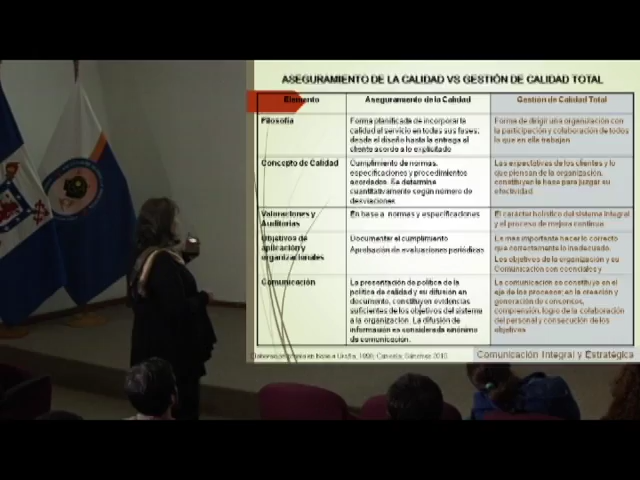 ASEGURAMIENTO DE LA CALIDAD VS GESTIÓN DE CALIDAD TOTAL
Elemento
Aseguramiento de la Calidad
Gestión de Calidad Total
Filosofía
Forma planificada de incorporar la
calidad al servicio en todas sus fases:
desde el diseño hasta la entrega al
cliente acorde a lo explicitado
Forma de dirigir una organización con
la participación y colaboración de todos
lo que en ella trabajan
Concepto de Calidad
Cumplimiento de normas,
especificaciones y procedimientos
acordados. Se determina
cuantitativamente según número de
desviaciones
Las expectativas de los clientes y lo
que piensan de la organización,
constituyen la base para juzgar su
efectividad
Valoraciones y
Auditorias
En base a normas y especificaciones
El carácter holístico del sistema integral
y el proceso de mejora continua
Objetivos de
aplicación y
organizacionales
Documentar el cumplimiento
Aprobación de evaluaciones periódicas
Es mas importante hacer lo correcto
que correctamente lo inadecuado.
Los objetivos de la organización y su
Comunicación son esenciales y
Comunicación
La presentación de política de la
política de calidad y su difusión en
documento, constituyen evidencias
suficientes de los objetivos del sistema
a la organización. La difusión de
información es considerada sinónimo
de comunicación.
La comunicación se constituye en el
eje de los procesos; en la creación y
generación de consensos,
comprensión, logro de la colaboración
del personal y consecución de los
objetivos
Comunicación Integral y Estratégica